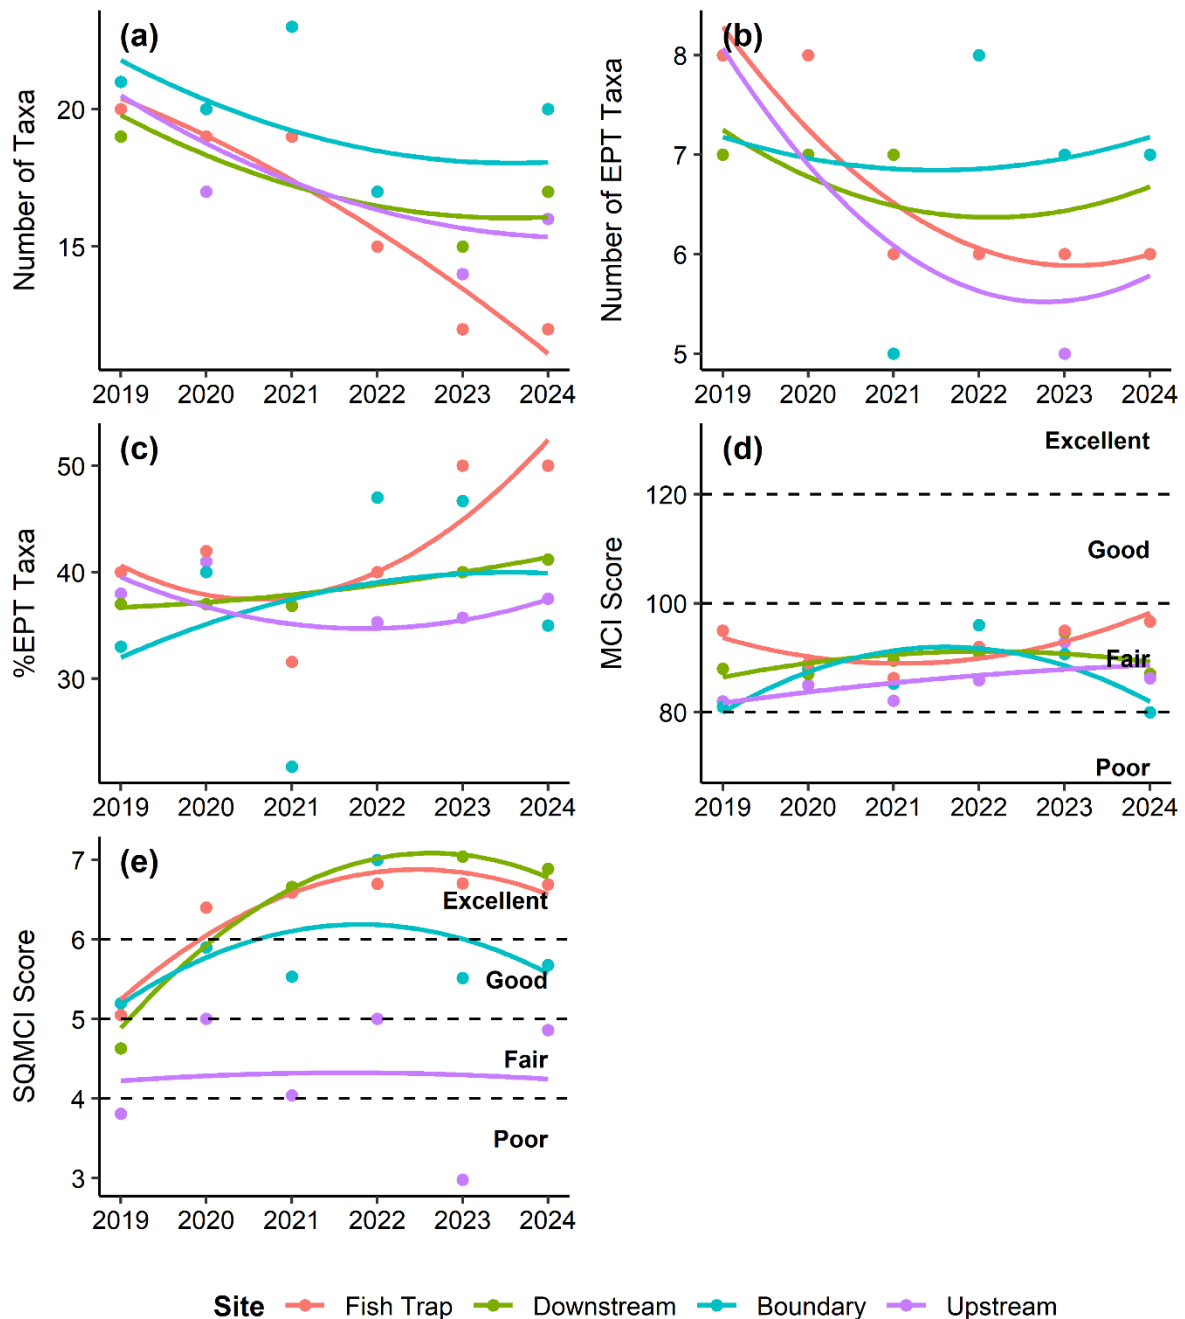 (a)
Number of Taxa
20
15
2019 2020 2021 2022 2023 2024
(b)
Number of EPT Taxa
8
7
6
5
2019 2020 2021 2022 2023 2024
(c)
%EPT Taxa
50
40
30
2019 2020 2021 2022 2023 2024
(d)
MCI Score
Excellent
120
Good
100
Fair
80
Poor
2019 2020 2021 2022 2023 2024
(e)
SQMCI Score
7
Excellent
6
Good
5
Fair
4
Poor
3
2019 2020 2021 2022 2023 2024
Site Fish Trap Downstream Boundary Upstream